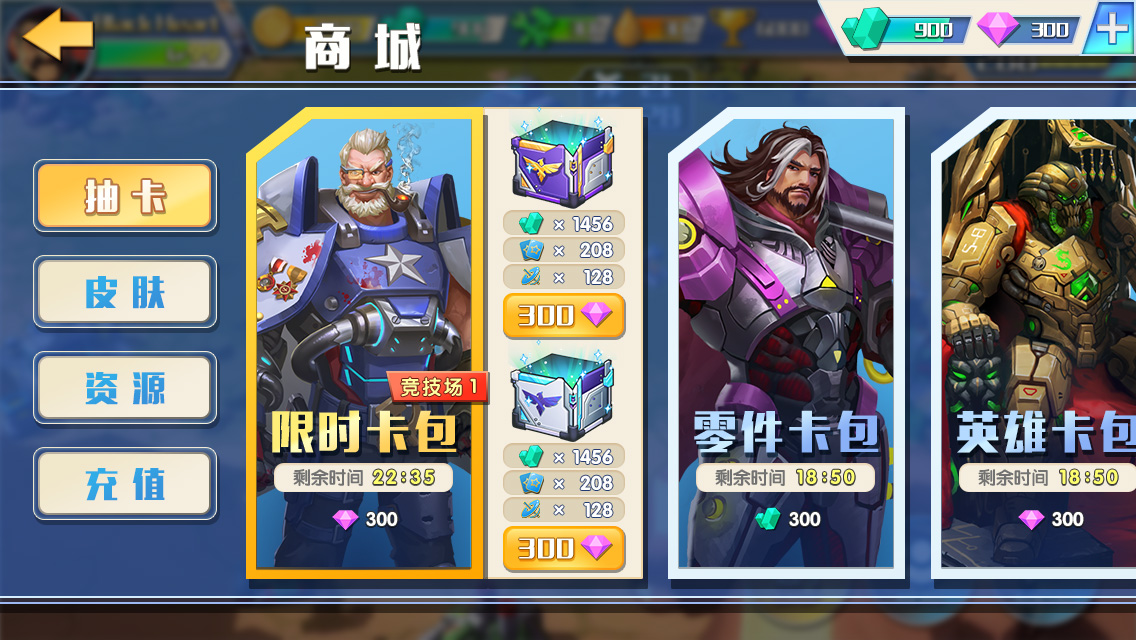 商城
900
300
抽卡
皮肤
资源
充值
竞技场 1
限时卡包
剩余时间 22:35
300
× 1456
× 208
× 128
300
× 1456
× 208
× 128
300
零件卡包
剩余时间 18:50
300
S-8
S
英雄卡包
剩余时间 18:50
300